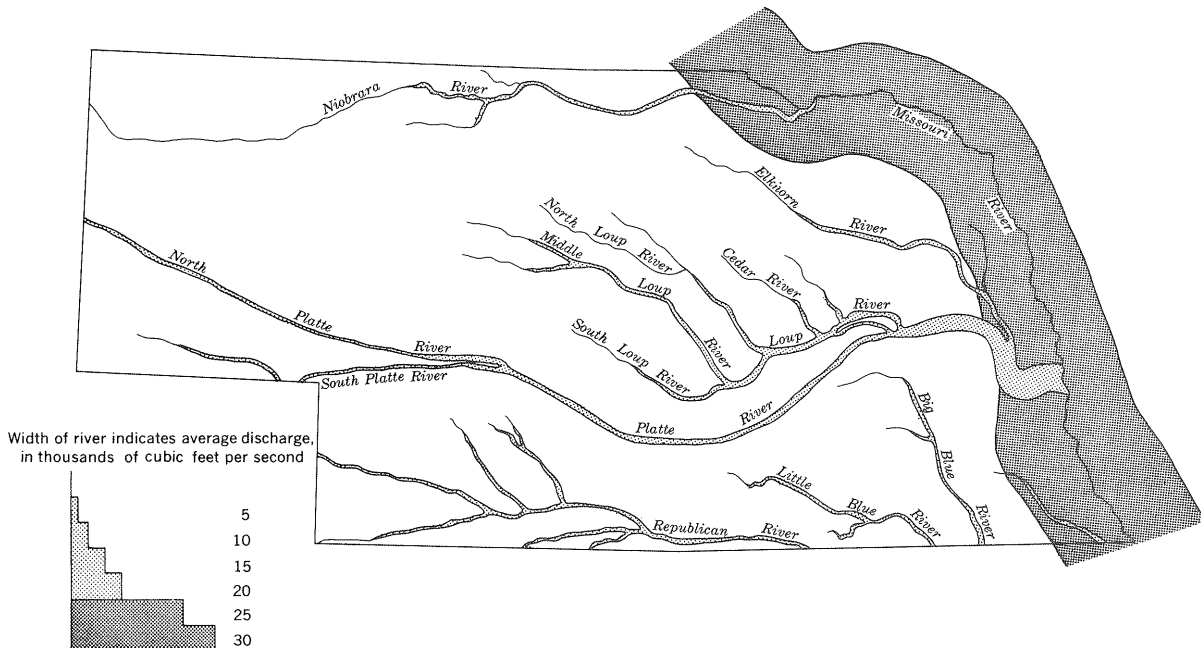 Niobrara River
Missouri River
Elkhorn River
North Loup River
Middle Loup River
Cedar River
Loup River
South Loup River
North Platte River
South Platte River
Platte River
Big Blue River
Little Blue River
Republican River
Width of river indicates average discharge,
in thousands of cubic feet per second
5
10
15
20
25
30